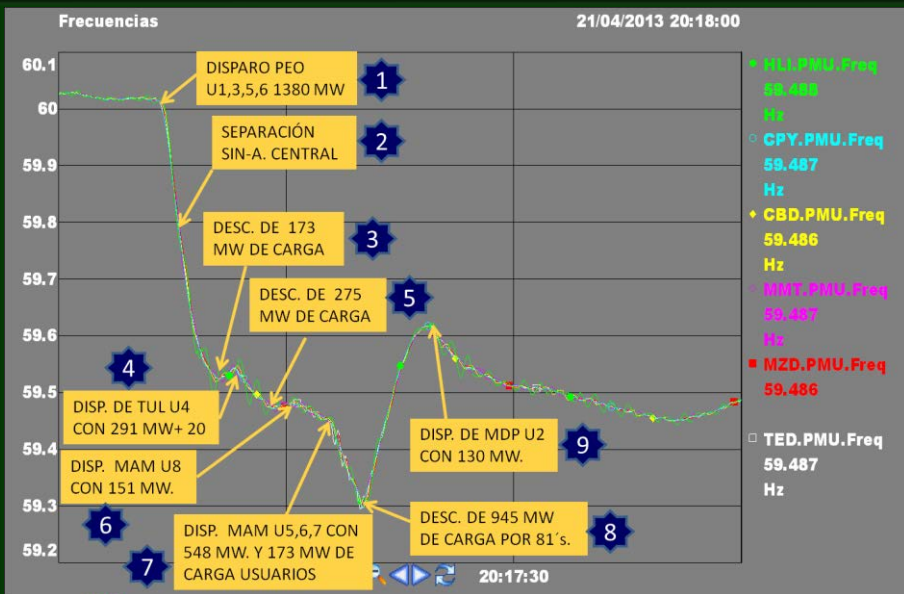 Frecuencias
21/04/2013 20:18:00
60.1
60
59.9
59.8
59.7
59.6
59.5
59.4
59.3
59.2
DISPARO PEO
U1,3,5,6 1380 MW
1
SEPARACIÓN
SIN-A. CENTRAL
2
DESC. DE 173
MW DE CARGA
3
DESC. DE 275
MW DE CARGA
5
4
DISP. DE TUL U4
CON 291 MW+ 20
DISP. MAM U8
CON 151 MW.
6
DISP. MAM U5,6,7 CON
548 MW. Y 173 MW DE
CARGA USUARIOS
7
DISP. DE MDP U2
CON 130 MW.
9
DESC. DE 945 MW
DE CARGA POR 81´s.
8
20:17:30
HLI.PMU.Freq
59.488
Hz
CPY.PMU.Freq
59.487
Hz
CBD.PMU.Freq
59.486
Hz
MMT.PMU.Freq
59.487
Hz
MZD.PMU.Freq
59.486
TED.PMU.Freq
59.487
Hz